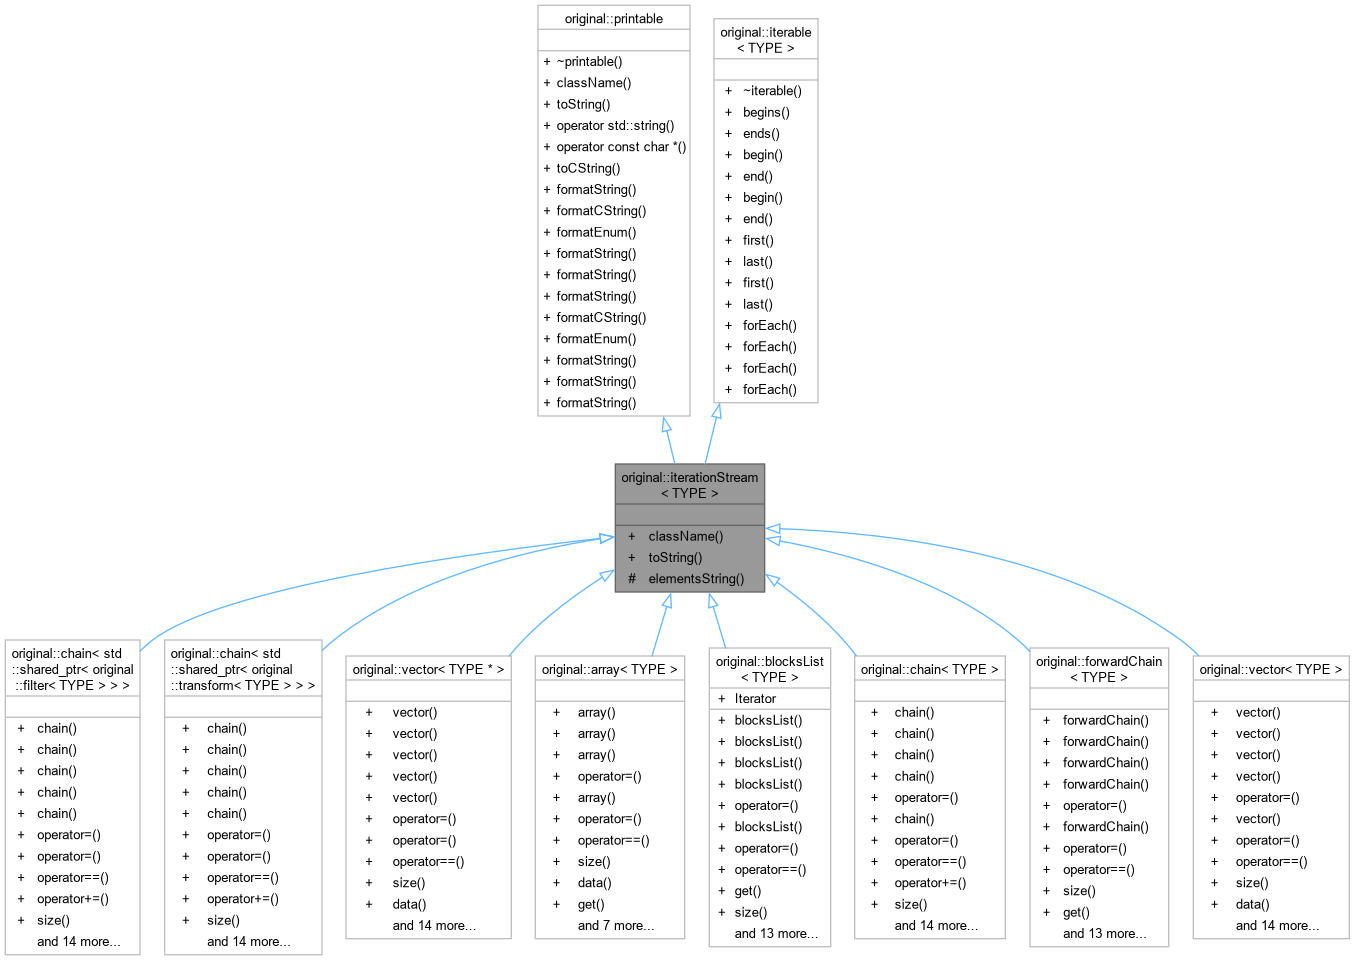 original::printable
+ ~printable()
+ className()
+ toString()
+ operator std::string()
+ operator const char *()
+ toCString()
+ formatString()
+ formatCString()
+ formatEnum()
+ formatString()
+ formatString()
+ formatString()
+ formatCString()
+ formatEnum()
+ formatString()
+ formatString()
+ formatString()
original::iterable
< TYPE >
+ ~iterable()
+ begins()
+ ends()
+ begin()
+ end()
+ begin()
+ end()
+ first()
+ last()
+ first()
+ last()
+ forEach()
+ forEach()
+ forEach()
+ forEach()
original::iterationStream
< TYPE >
+ className()
+ toString()
# elementsString()
original::chain< std
::shared_ptr< original
::filter< TYPE > > >
+ chain()
+ chain()
+ chain()
+ chain()
+ chain()
+ operator=()
+ operator=()
+ operator==()
+ operator+=()
+ size()
and 14 more...
original::chain< std
::shared_ptr< original
::transform< TYPE > > >
+ chain()
+ chain()
+ chain()
+ chain()
+ chain()
+ operator=()
+ operator=()
+ operator==()
+ operator+=()
+ size()
and 14 more...
original::vector< TYPE * >
+ vector()
+ vector()
+ vector()
+ vector()
+ vector()
+ operator=()
+ operator=()
+ operator==()
+ size()
+ data()
and 14 more...
original::array< TYPE >
+ array()
+ array()
+ array()
+ operator=()
+ array()
+ operator=()
+ operator==()
+ size()
+ data()
+ get()
and 7 more...
original::blocksList
< TYPE >
+ Iterator
+ blocksList()
+ blocksList()
+ blocksList()
+ blocksList()
+ operator=()
+ blocksList()
+ operator=()
+ operator==()
+ get()
+ size()
and 13 more...
original::chain< TYPE >
+ chain()
+ chain()
+ chain()
+ chain()
+ operator=()
+ chain()
+ operator=()
+ operator==()
+ operator+=()
+ size()
and 14 more...
original::forwardChain
< TYPE >
+ forwardChain()
+ forwardChain()
+ forwardChain()
+ forwardChain()
+ operator=()
+ forwardChain()
+ operator=()
+ operator==()
+ size()
+ get()
and 13 more...
original::vector< TYPE >
+ vector()
+ vector()
+ vector()
+ vector()
+ operator=()
+ vector()
+ operator=()
+ operator==()
+ size()
+ data()
and 14 more...